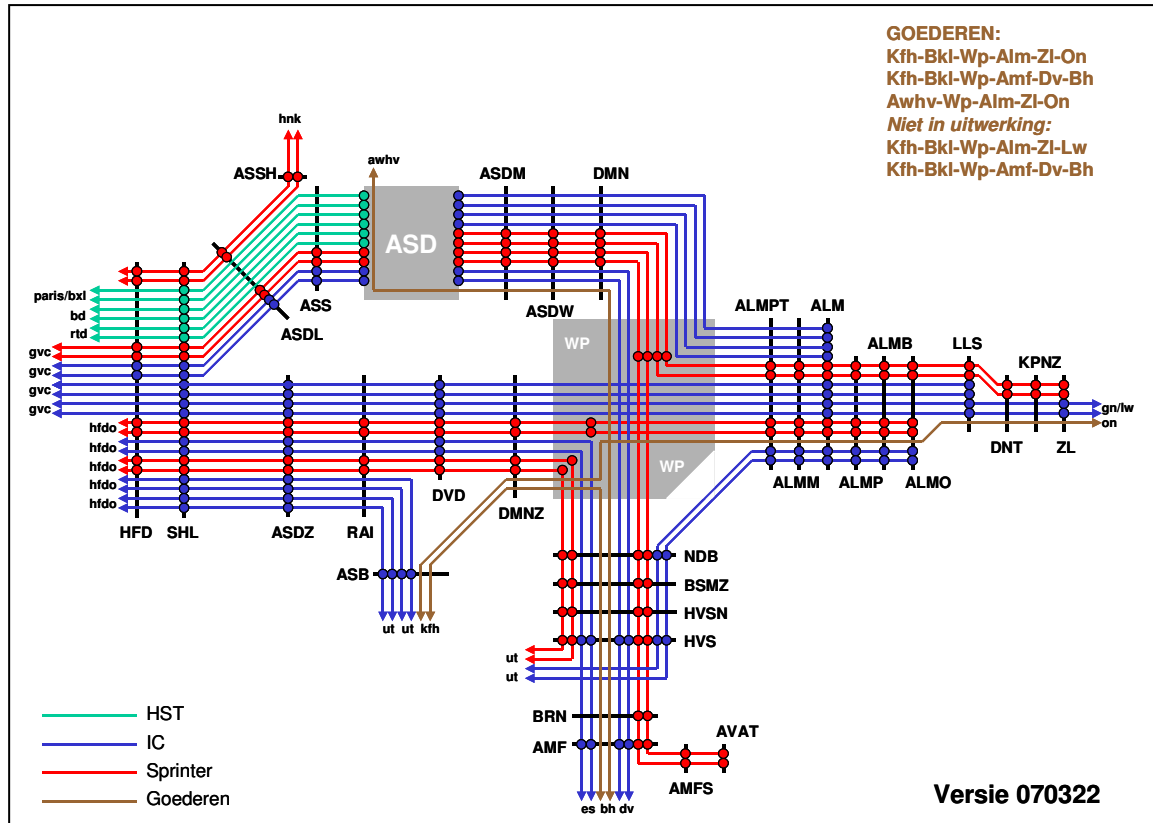 GOEDEREN:
Kfh-Bkl-Wp-Alm-Zl-On
Kfh-Bkl-Wp-Amf-Dv-Bh
Awhv-Wp-Alm-Zl-On
Niet in uitwerking:
Kfh-Bkl-Wp-Alm-Zl-Lw
Kfh-Bkl-Wp-Amf-Dv-Bh
hnk
awhv
ASSH
ASDM
DMN
ASD
ASS
ASDW
ASDL
paris/bxl
bd
rtd
gvc
gvc
gvc
gvc
hfdo
hfdo
hfdo
hfdo
hfdo
WP
WP
ALMPT
ALM
ALMB
LLS
KPNZ
gn/lw
on
DNT
ZL
ALMM
ALMP
ALMO
DVD
DMNZ
HFD
SHL
ASDZ
RAI
ASB
ut
ut
kfh
NDB
BSMZ
HVSN
HVS
ut
ut
BRN
AMF
AVAT
AMFS
es
bh
dv
HST
IC
Sprinter
Goederen
Versie 070322